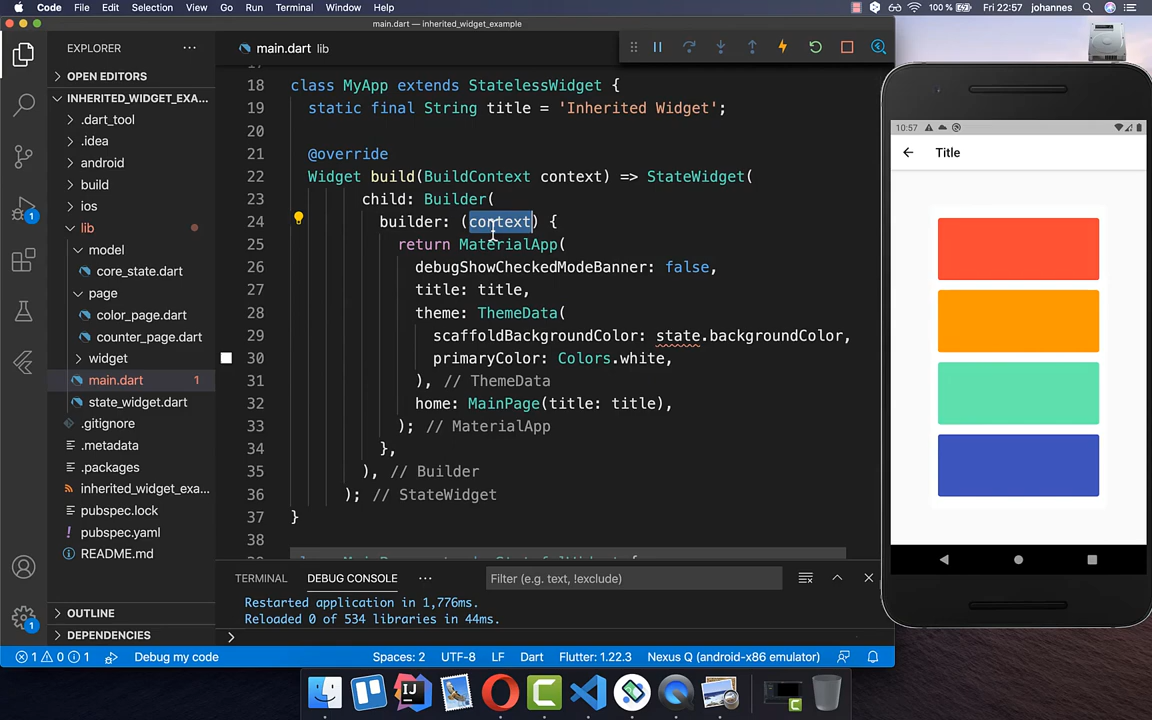 Code File Edit Selection View Go Run Terminal Window Help 100 % Fri 22:57 johannes
main.dart — inherited_widget_example
EXPLORER
OPEN EDITORS
INHERITED_WIDGET_EXA...
.dart_tool
.idea
android
build
ios
lib
model
core_state.dart
page
color_page.dart
counter_page.dart
widget
main.dart 1
state_widget.dart
.gitignore
.metadata
.packages
inherited_widget_exa...
pubspec.lock
pubspec.yaml
README.md
OUTLINE
DEPENDENCIES
1
1
main.dart lib
18 class MyApp extends StatelessWidget {
19 static final String title = 'Inherited Widget';
20
21 @override
22 Widget build(BuildContext context) => StateWidget(
23 child: Builder(
24 builder: (context) {
25 return MaterialApp(
26 debugShowCheckedModeBanner: false,
27 title: title,
28 theme: ThemeData(
29 scaffoldBackgroundColor: state.backgroundColor,
30 primaryColor: Colors.white,
31 ), // ThemeData
32 home: MainPage(title: title),
33 ); // MaterialApp
34 },
35 ), // Builder
36 ); // StateWidget
37 }
38
TERMINAL DEBUG CONSOLE ··· Filter (e.g. text, !exclude)
Restarted application in 1,776ms.
Reloaded 0 of 534 libraries in 44ms.
1 0 1 Debug my code Spaces: 2 UTF-8 LF Dart Flutter: 1.22.3 Nexus Q (android-x86 emulator)
10:57
Title